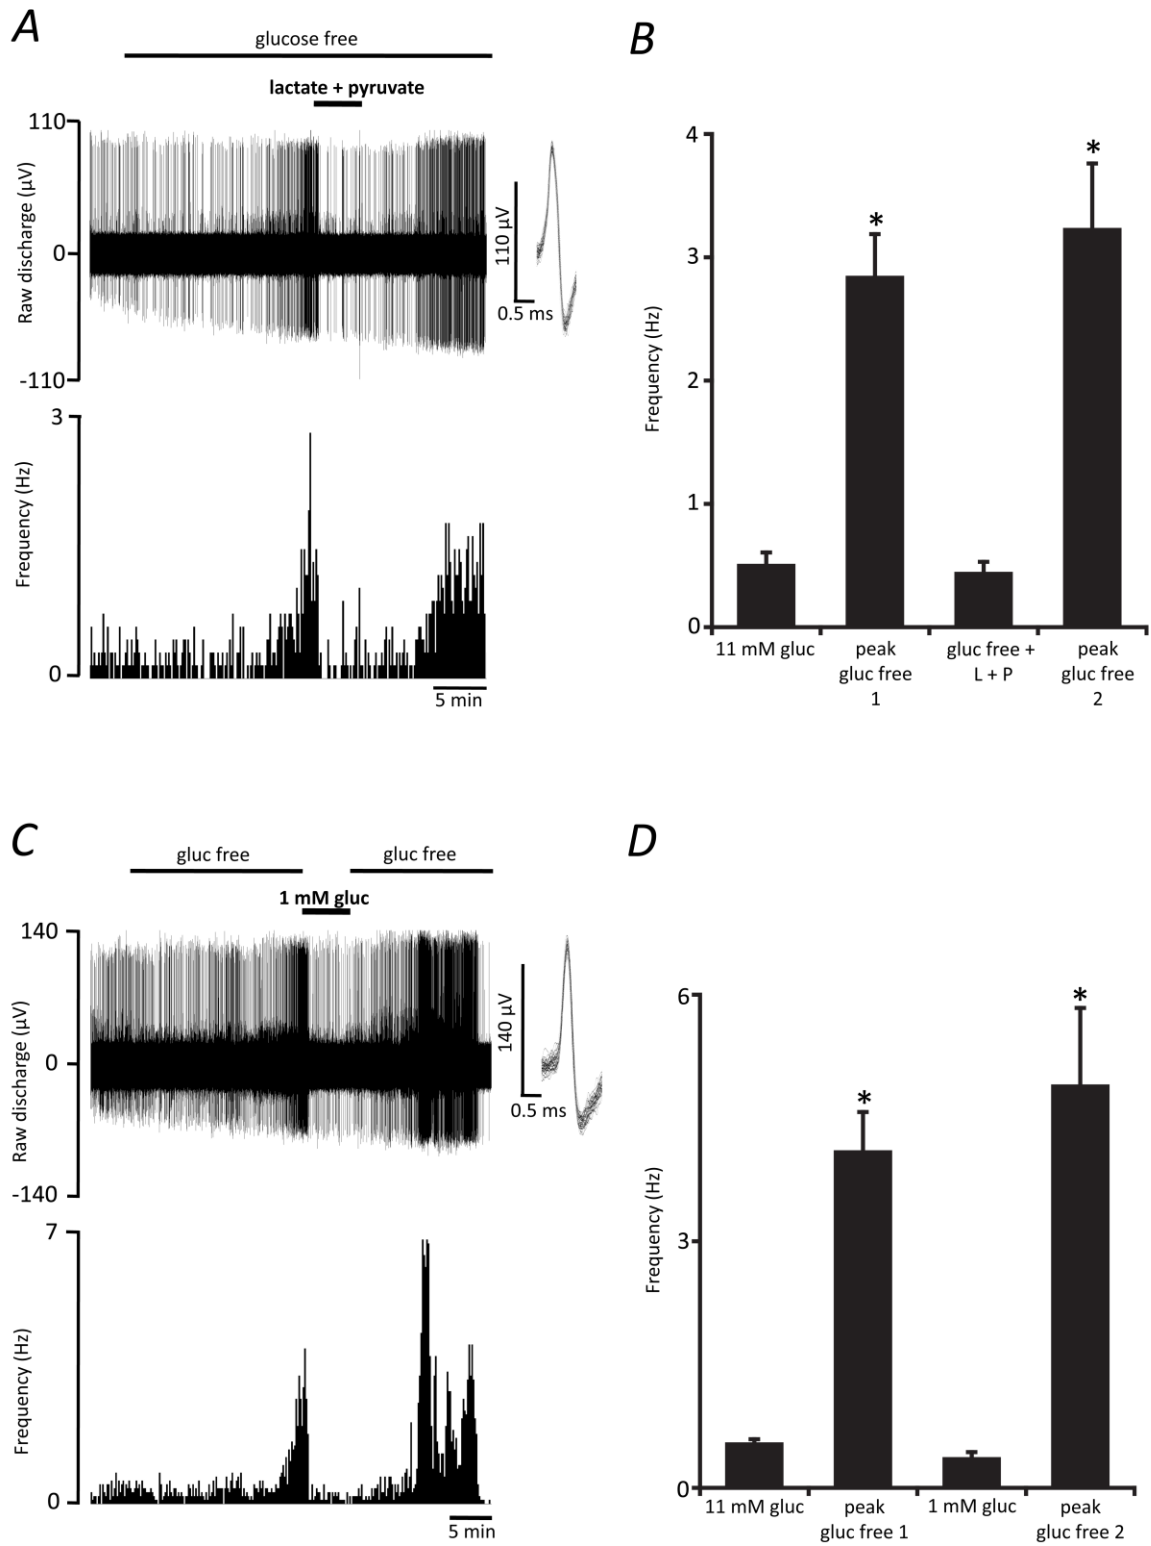 A
glucose free
lactate + pyruvate
110
0
-110
Raw discharge (µV)
110 µV
0.5 ms
3
0
Frequency (Hz)
5 min
B
4
3
2
1
0
Frequency (Hz)
*
*
11 mM gluc
peak
gluc free
1
gluc free +
L + P
peak
gluc free
2
C
gluc free
gluc free
1 mM gluc
140
0
-140
Raw discharge (µV)
140 µV
0.5 ms
7
0
Frequency (Hz)
5 min
D
6
3
0
Frequency (Hz)
*
*
11 mM gluc
peak
gluc free 1
1 mM gluc
peak
gluc free 2